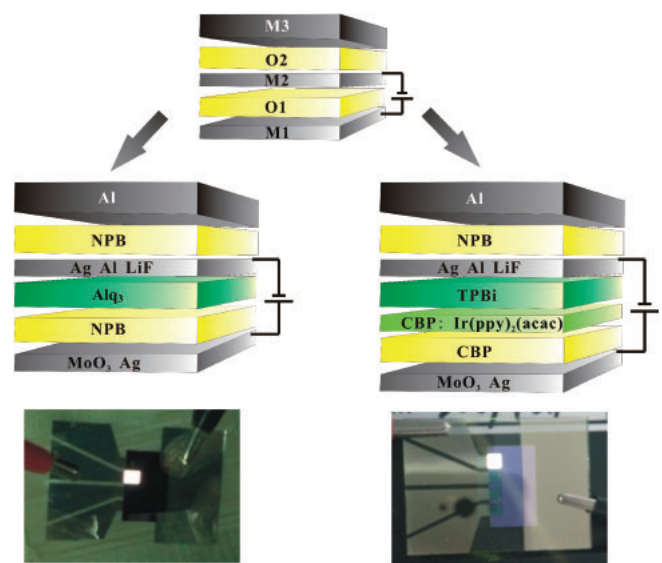 M3
O2
M2
O1
M1
Al
NPB
Ag Al LiF
Alq₃
NPB
MoO₃ Ag
Al
NPB
Ag Al LiF
TPBi
CBP: Ir(ppy)₂(acac)
CBP
MoO₃ Ag